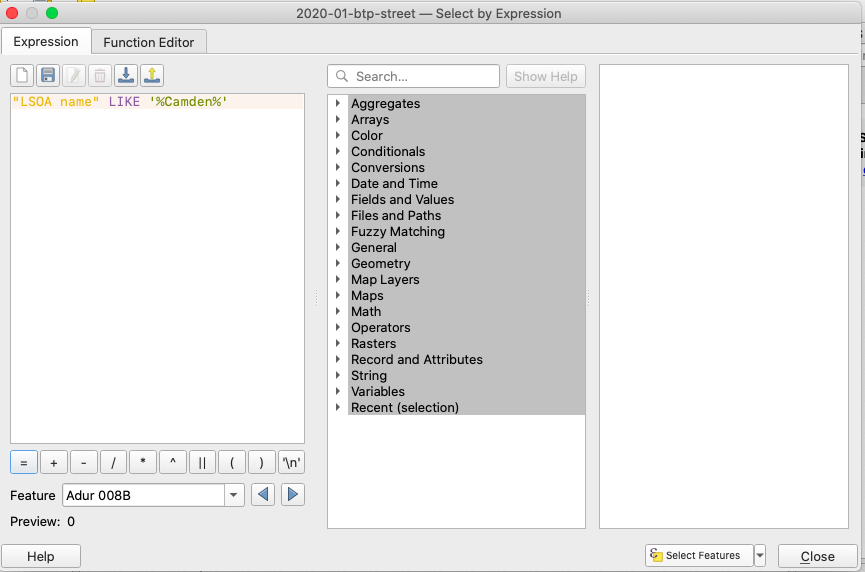 2020-01-btp-street — Select by Expression
Expression
Function Editor
Search...
Show Help
"LSOA name" LIKE '%Camden%'
Aggregates
Arrays
Color
Conditionals
Conversions
Date and Time
Fields and Values
Files and Paths
Fuzzy Matching
General
Geometry
Map Layers
Maps
Math
Operators
Rasters
Record and Attributes
String
Variables
Recent (selection)
= + - / * ^ || ( ) '\n'
Feature Adur 008B
Preview: 0
Help
Select Features
Close